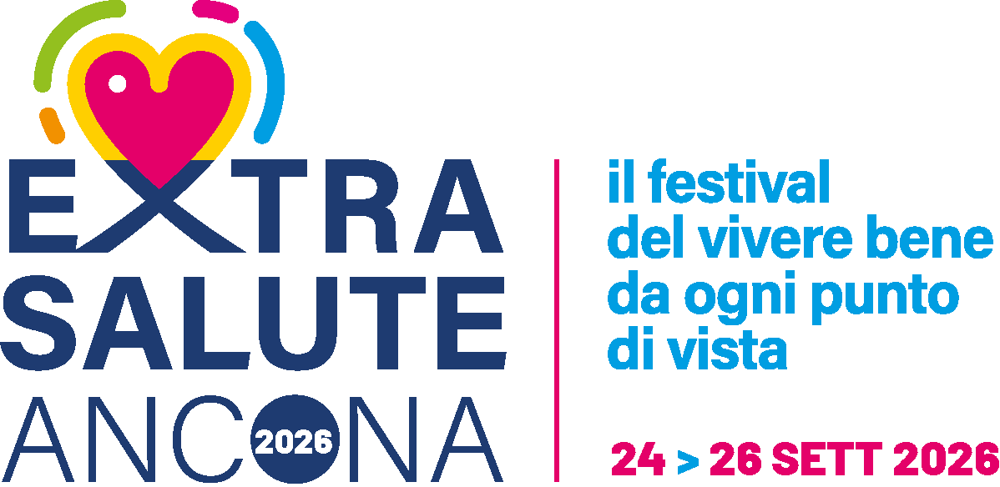 EXTRA
SALUTE
ANCONA
2026
il festival
del vivere bene
da ogni punto
di vista
24 > 26 SETT 2026